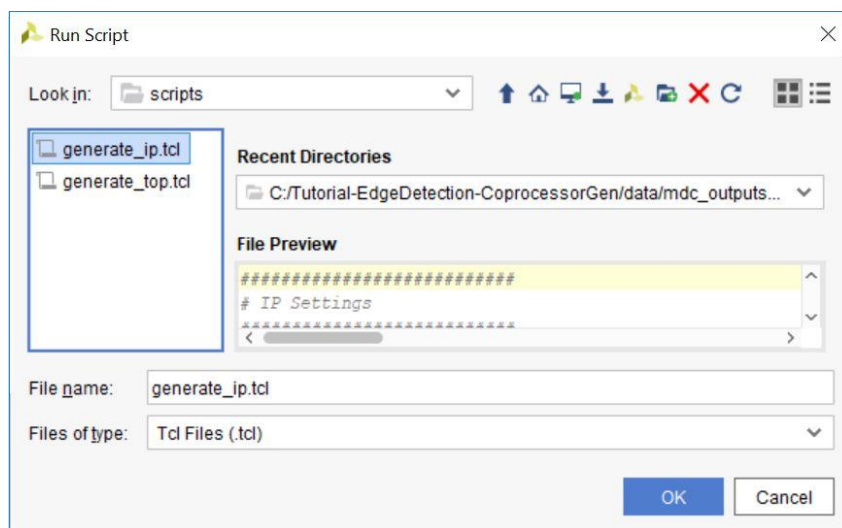 Run Script
Look in: scripts
generate_ip.tcl
generate_top.tcl
Recent Directories
C:/Tutorial-EdgeDetection-CoprocessorGen/data/mdc_outputs...
File Preview
###########################
# IP Settings
###########################
File name: generate_ip.tcl
Files of type: Tcl Files (.tcl)
OK Cancel